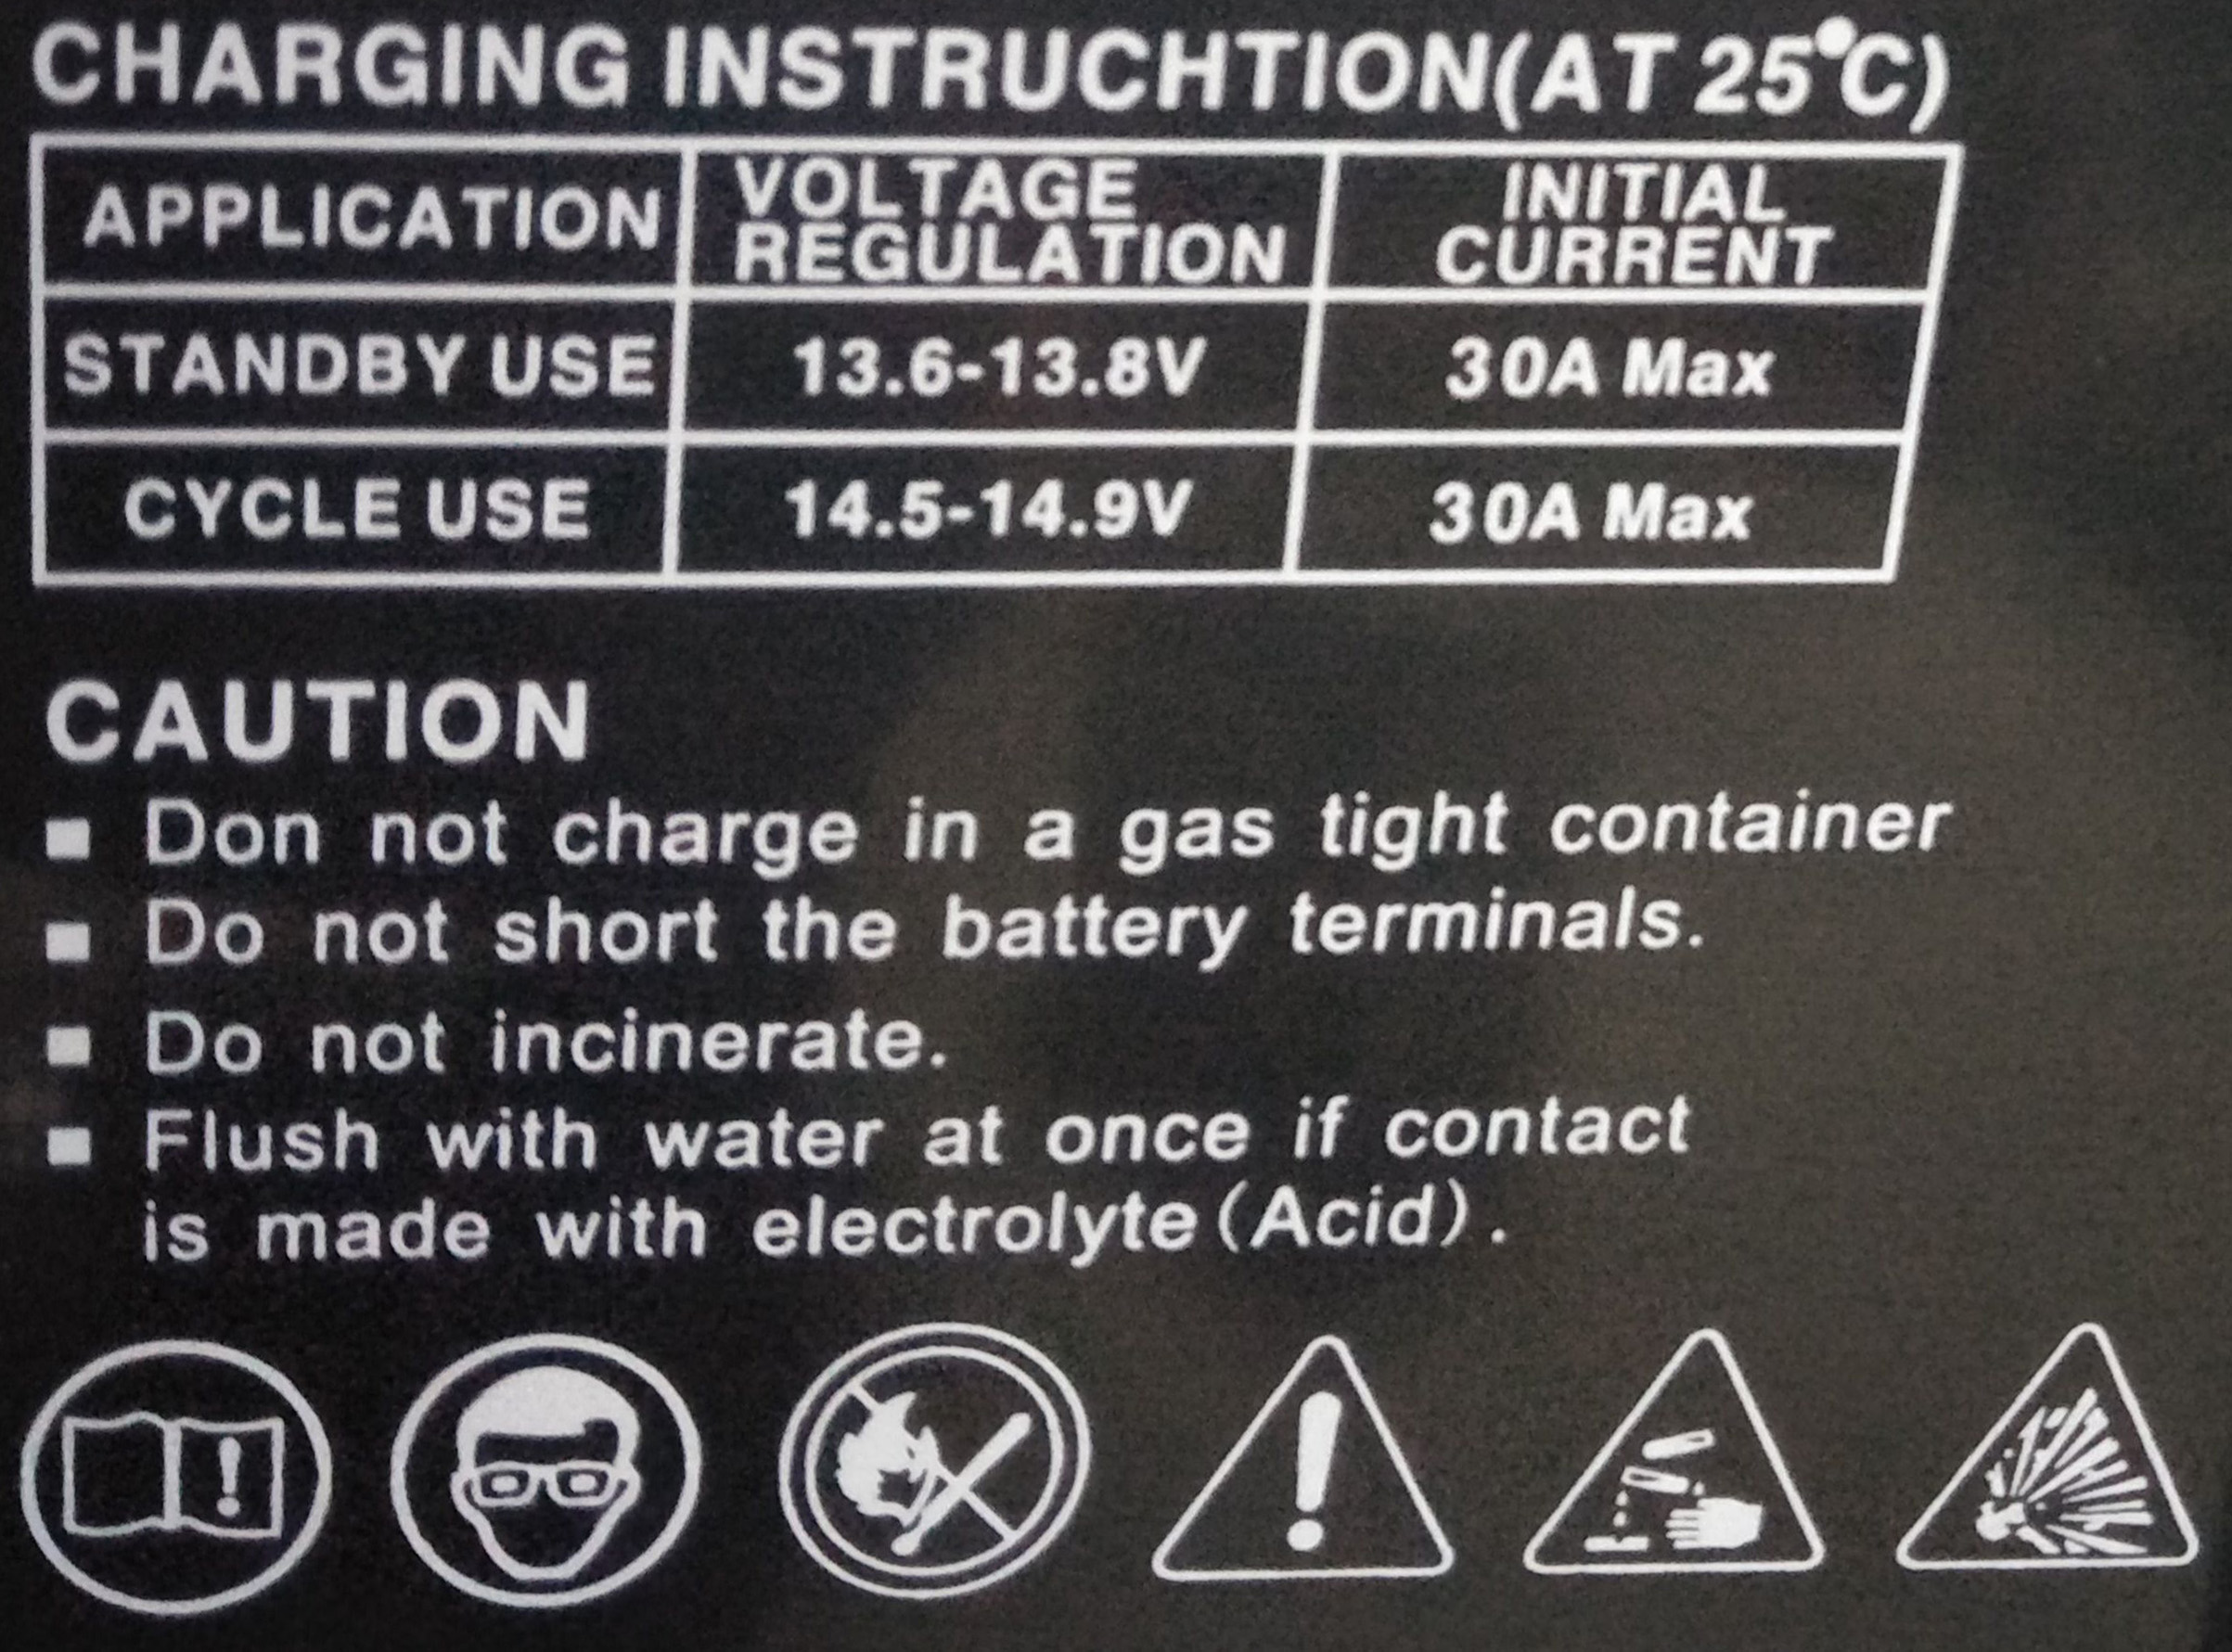 CHARGING INSTRUCHTION(AT 25°C)
APPLICATION VOLTAGE REGULATION INITIAL CURRENT
STANDBY USE 13.6-13.8V 30A Max
CYCLE USE 14.5-14.9V 30A Max
CAUTION
▪ Don not charge in a gas tight container
▪ Do not short the battery terminals.
▪ Do not incinerate.
▪ Flush with water at once if contact
is made with electrolyte(Acid).